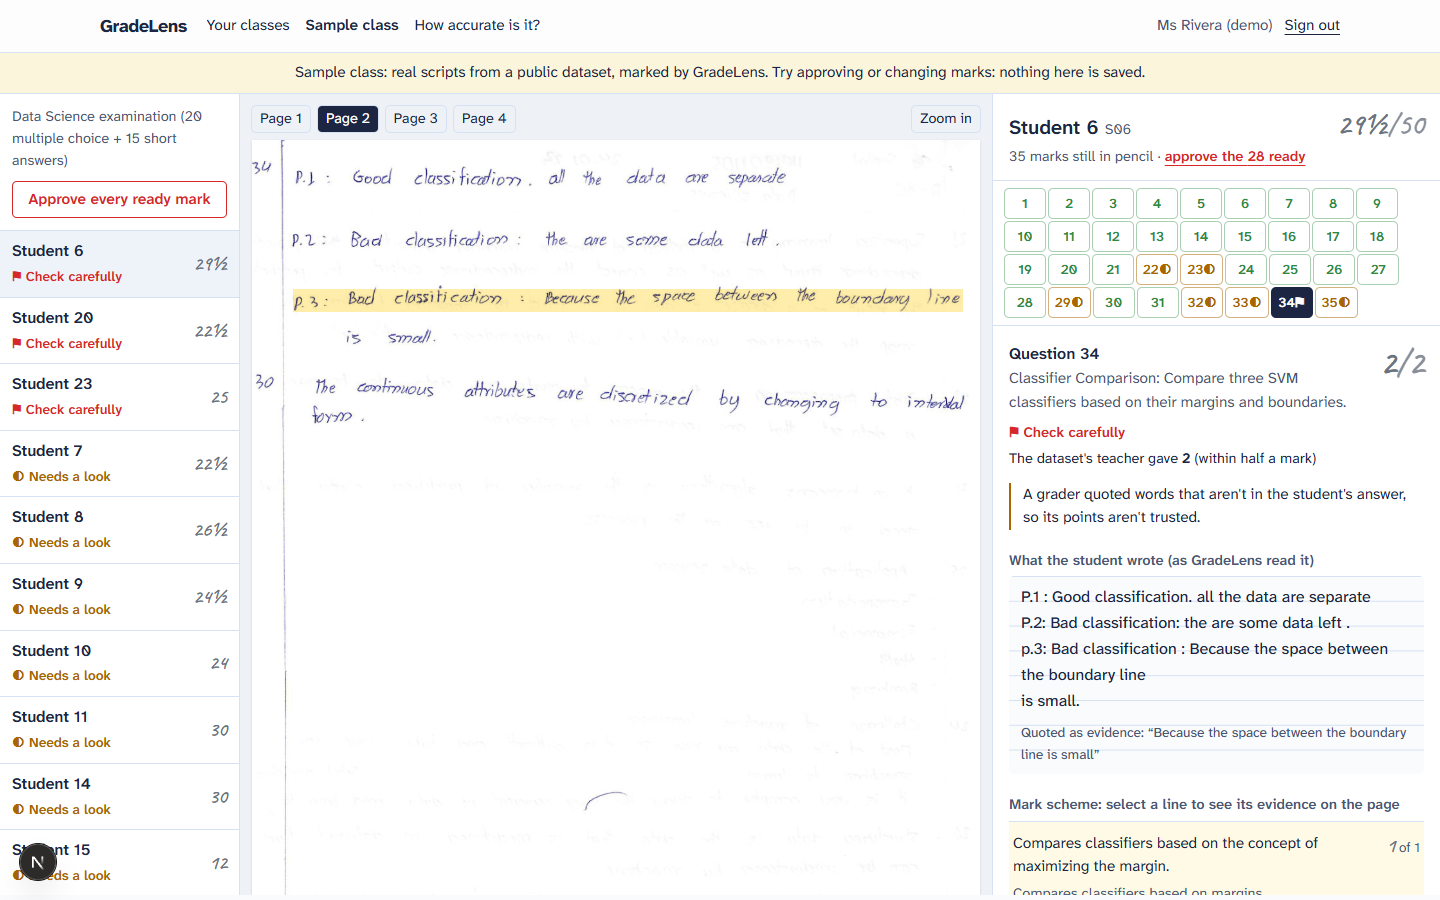 GradeLens Your classes Sample class How accurate is it? Ms Rivera (demo) Sign out
Sample class: real scripts from a public dataset, marked by GradeLens. Try approving or changing marks: nothing here is saved.
Data Science examination (20
multiple choice + 15 short
answers)
Approve every ready mark
Student 6
Check carefully
29½
Student 20
Check carefully
22½
Student 23
Check carefully
25
Student 7
Needs a look
22½
Student 8
Needs a look
26½
Student 9
Needs a look
24½
Student 10
Needs a look
24
Student 11
Needs a look
30
Student 14
Needs a look
30
15
12
Page 1 Page 2 Page 3 Page 4 Zoom in
34 P.1 : Good classification. all the data are separate
P.2 : Bad classification : the are some data left .
p.3 : Bad classification : Because the space between the boundary line
is small.
30 The continuous attributes are discretized by changing to interval
form .
Student 6 S06 29½/50
35 marks still in pencil · approve the 28 ready
1 2 3 4 5 6 7 8 9
10 11 12 13 14 15 16 17 18
19 20 21 22 23 24 25 26 27
28 29 30 31 32 33 34 35
Question 34 2/2
Classifier Comparison: Compare three SVM
classifiers based on their margins and boundaries.
Check carefully
The dataset's teacher gave 2 (within half a mark)
A grader quoted words that aren't in the student's answer,
so its points aren't trusted.
What the student wrote (as GradeLens read it)
P.1 : Good classification. all the data are separate
P.2: Bad classification: the are some data left .
p.3: Bad classification : Because the space between
the boundary line
is small.
Quoted as evidence: “Because the space between the boundary
line is small”
Mark scheme: select a line to see its evidence on the page
Compares classifiers based on the concept of
maximizing the margin.
1 of 1
Compares classifiers based on margins